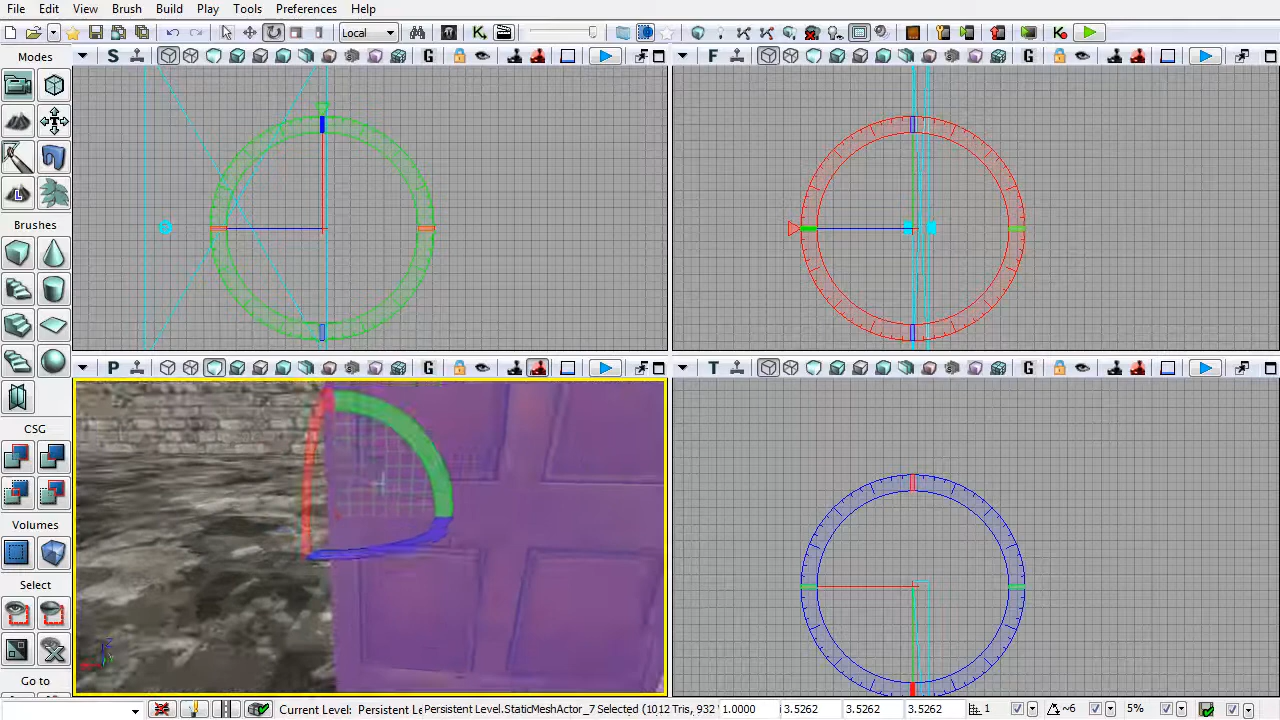 File Edit View Brush Build Play Tools Preferences Help
Local
Modes
S
G
F
G
L
Brushes
P
G
T
G
CSG
Volumes
Select
Go to
Current Level: Persistent Le
Persistent Level.StaticMeshActor_7 Selected (1012 Tris, 932
1.0000
3.5262
3.5262
3.5262
1
~6
5%